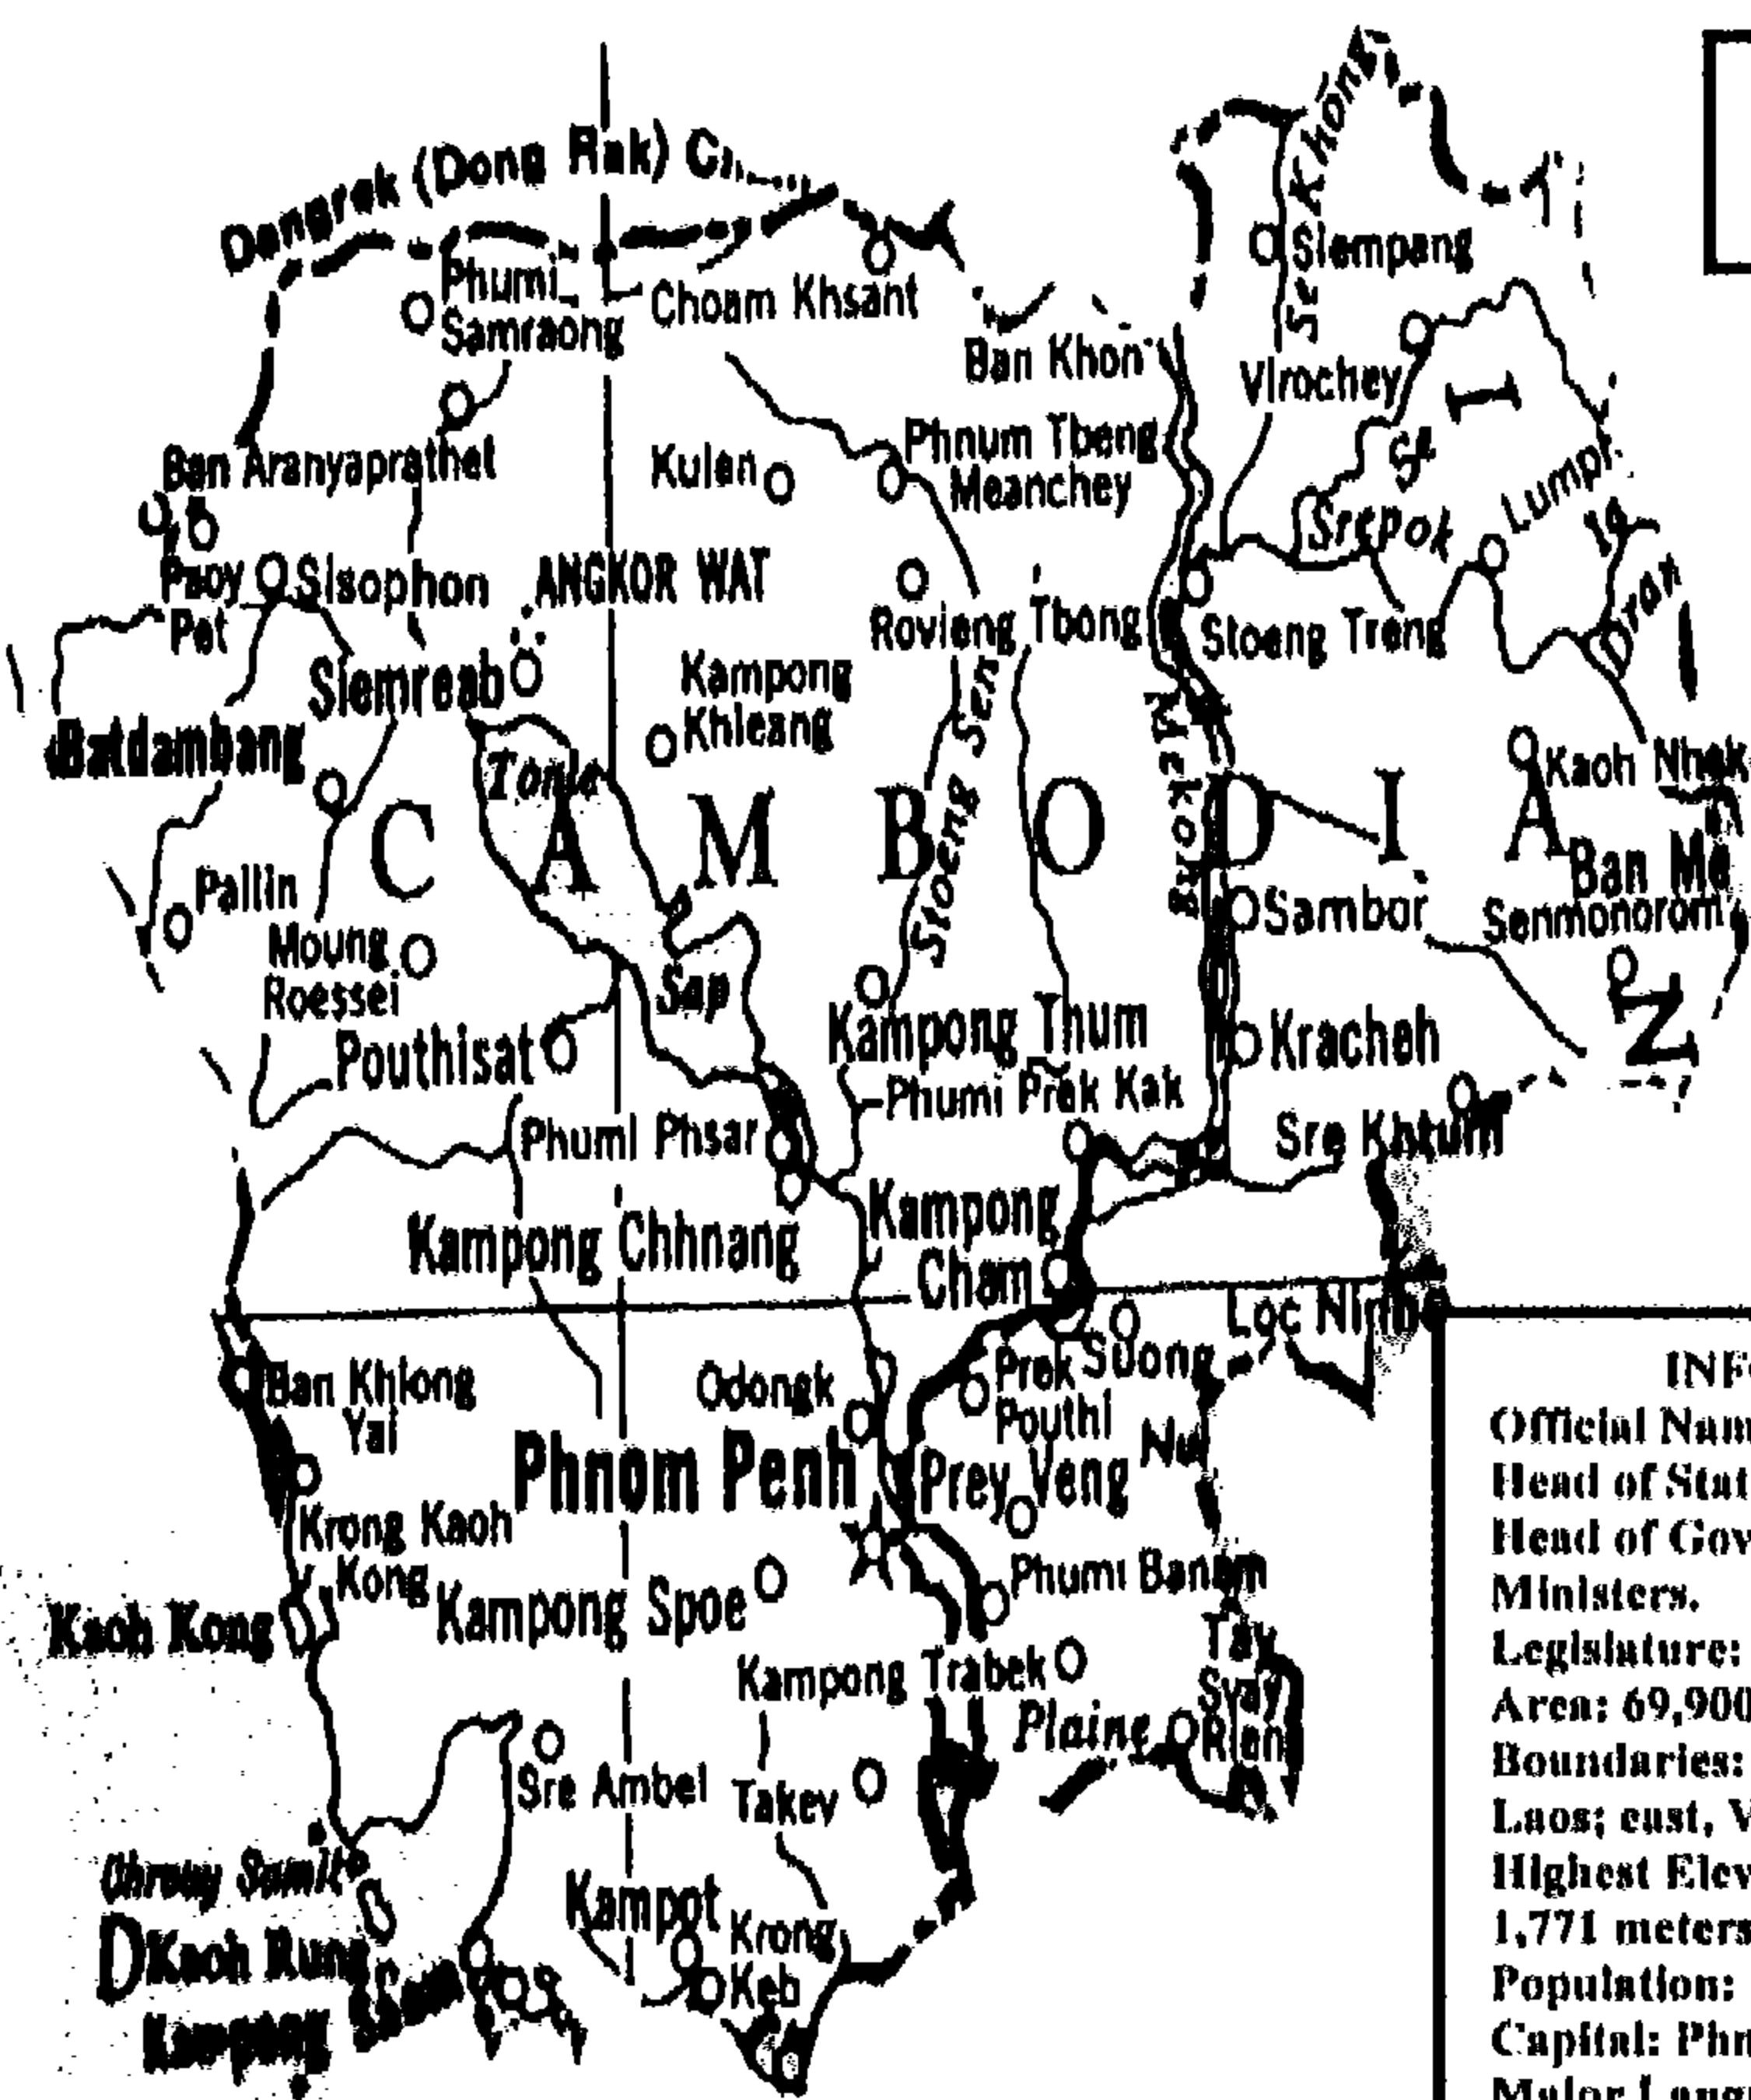 Dangrek (Dong Rak)
Se Khong
Siempang
Phumi
Samraong
Choam Khsant
Ban Khon
Virochey
Ban Aranyaprathet
Kulen
Phnum Tbeng
Meanchey
Se
Srepok
Paoy
Pet
Sisophon
ANGKOR WAT
Rovieng Tbong
Stoeng Treng
Siemreab
Kampong
Khleang
Stoeng Sen
Mekong
Batdambang
Tonle
Sap
Kaoh Nhek
CAMBODIA
Pailin
Ban Me
Sambor
Senmonorom
Moung
Roessei
Pouthisat
Kampong Thum
Kracheh
Phumi Prek Kak
Phumi Phsar
Sre Khtum
Kampong Chhnang
Kampong
Cham
Loc Ninh
Suong
Ban Khlong
Yai
Odongk
Prek
Pouthi
Phnom Penh
Prey Veng
Krong Kaoh
Kong
Phumi Banam
Kaoh Kong
Kampong Spoe
Kampong Trabek
Tay
Svay
Rien
Plaine
Sre Ambel
Takev
Kampot
Krong
Keb
Kaoh Rung
Kampong
Official Nam
Head of Stat
Head of Gov
Ministers.
Legislature:
Area: 69,900
Boundaries:
Laos; east, V
Highest Elev
1,771 meters
Population:
Capital: Phn